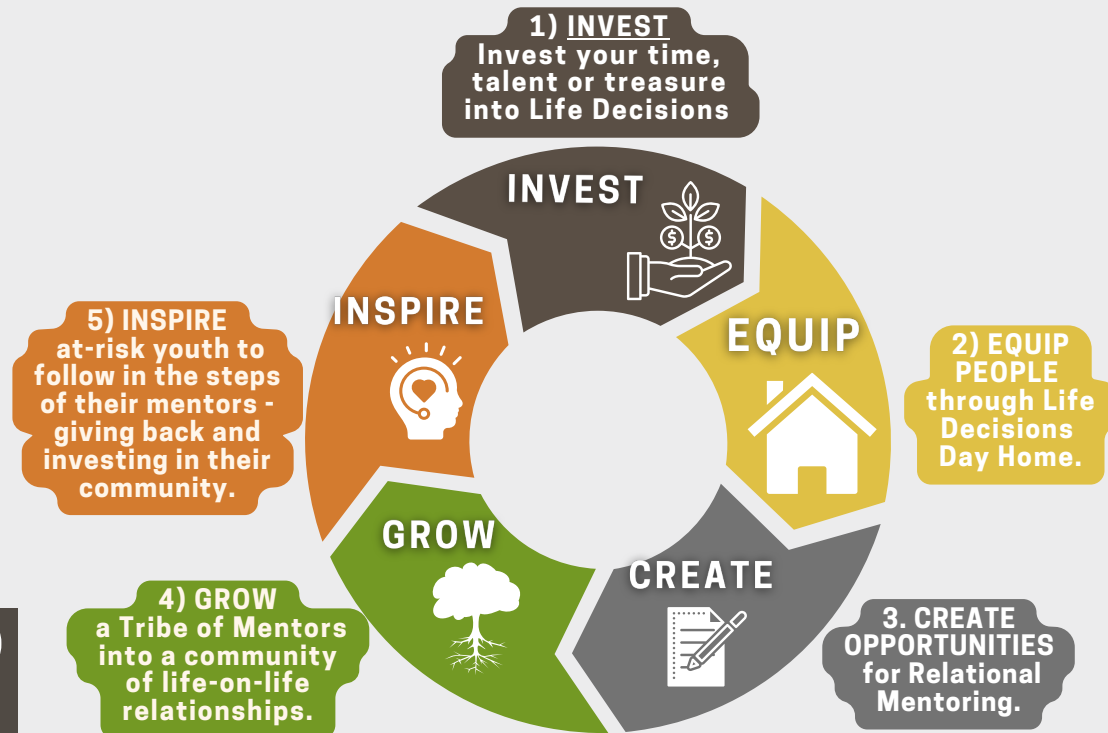 1) INVEST
Invest your time,
talent or treasure
into Life Decisions
INVEST
$ $
EQUIP
2) EQUIP
PEOPLE
through Life
Decisions
Day Home.
CREATE
3. CREATE
OPPORTUNITIES
for Relational
Mentoring.
GROW
4) GROW
a Tribe of Mentors
into a community
of life-on-life
relationships.
INSPIRE
5) INSPIRE
at-risk youth to
follow in the steps
of their mentors -
giving back and
investing in their
community.